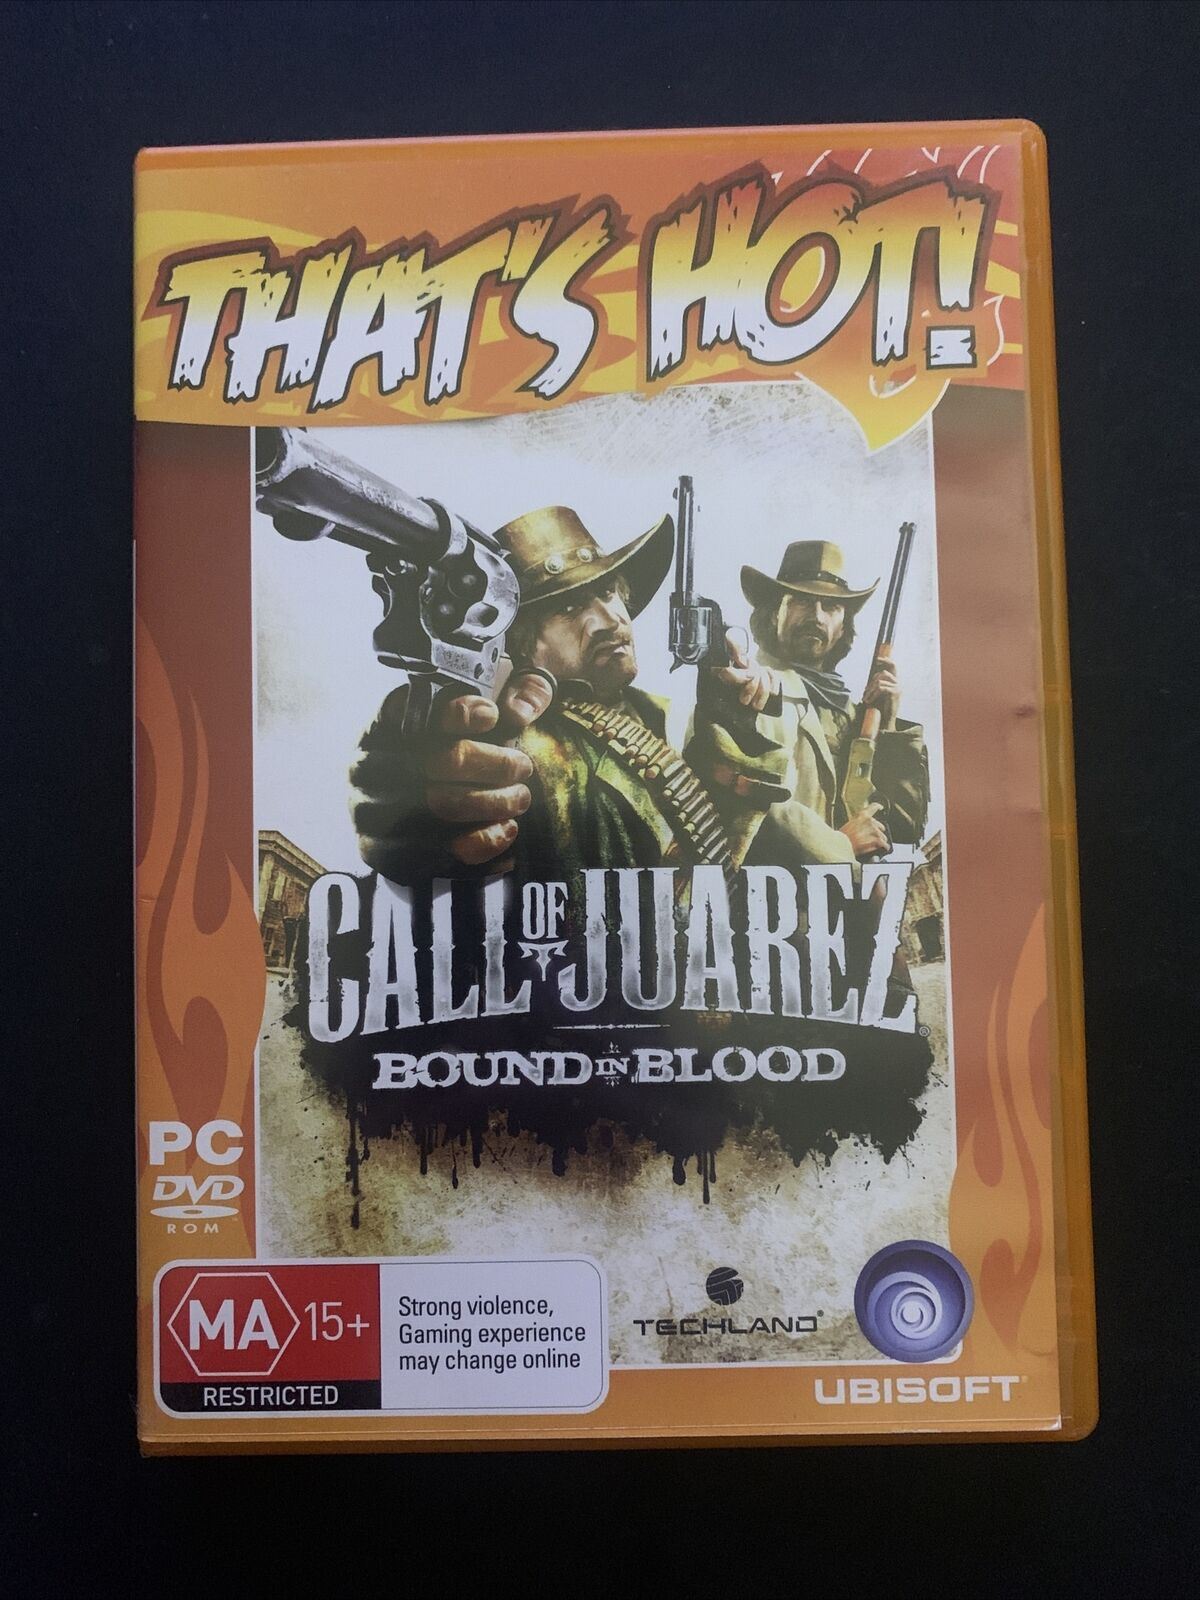 THAT'S HOT!
CALL OF JUAREZ®
BOUND IN BLOOD
PC
DVD
ROM
MA 15+
RESTRICTED
Strong violence,
Gaming experience
may change online
TECHLAND®
UBISOFT®